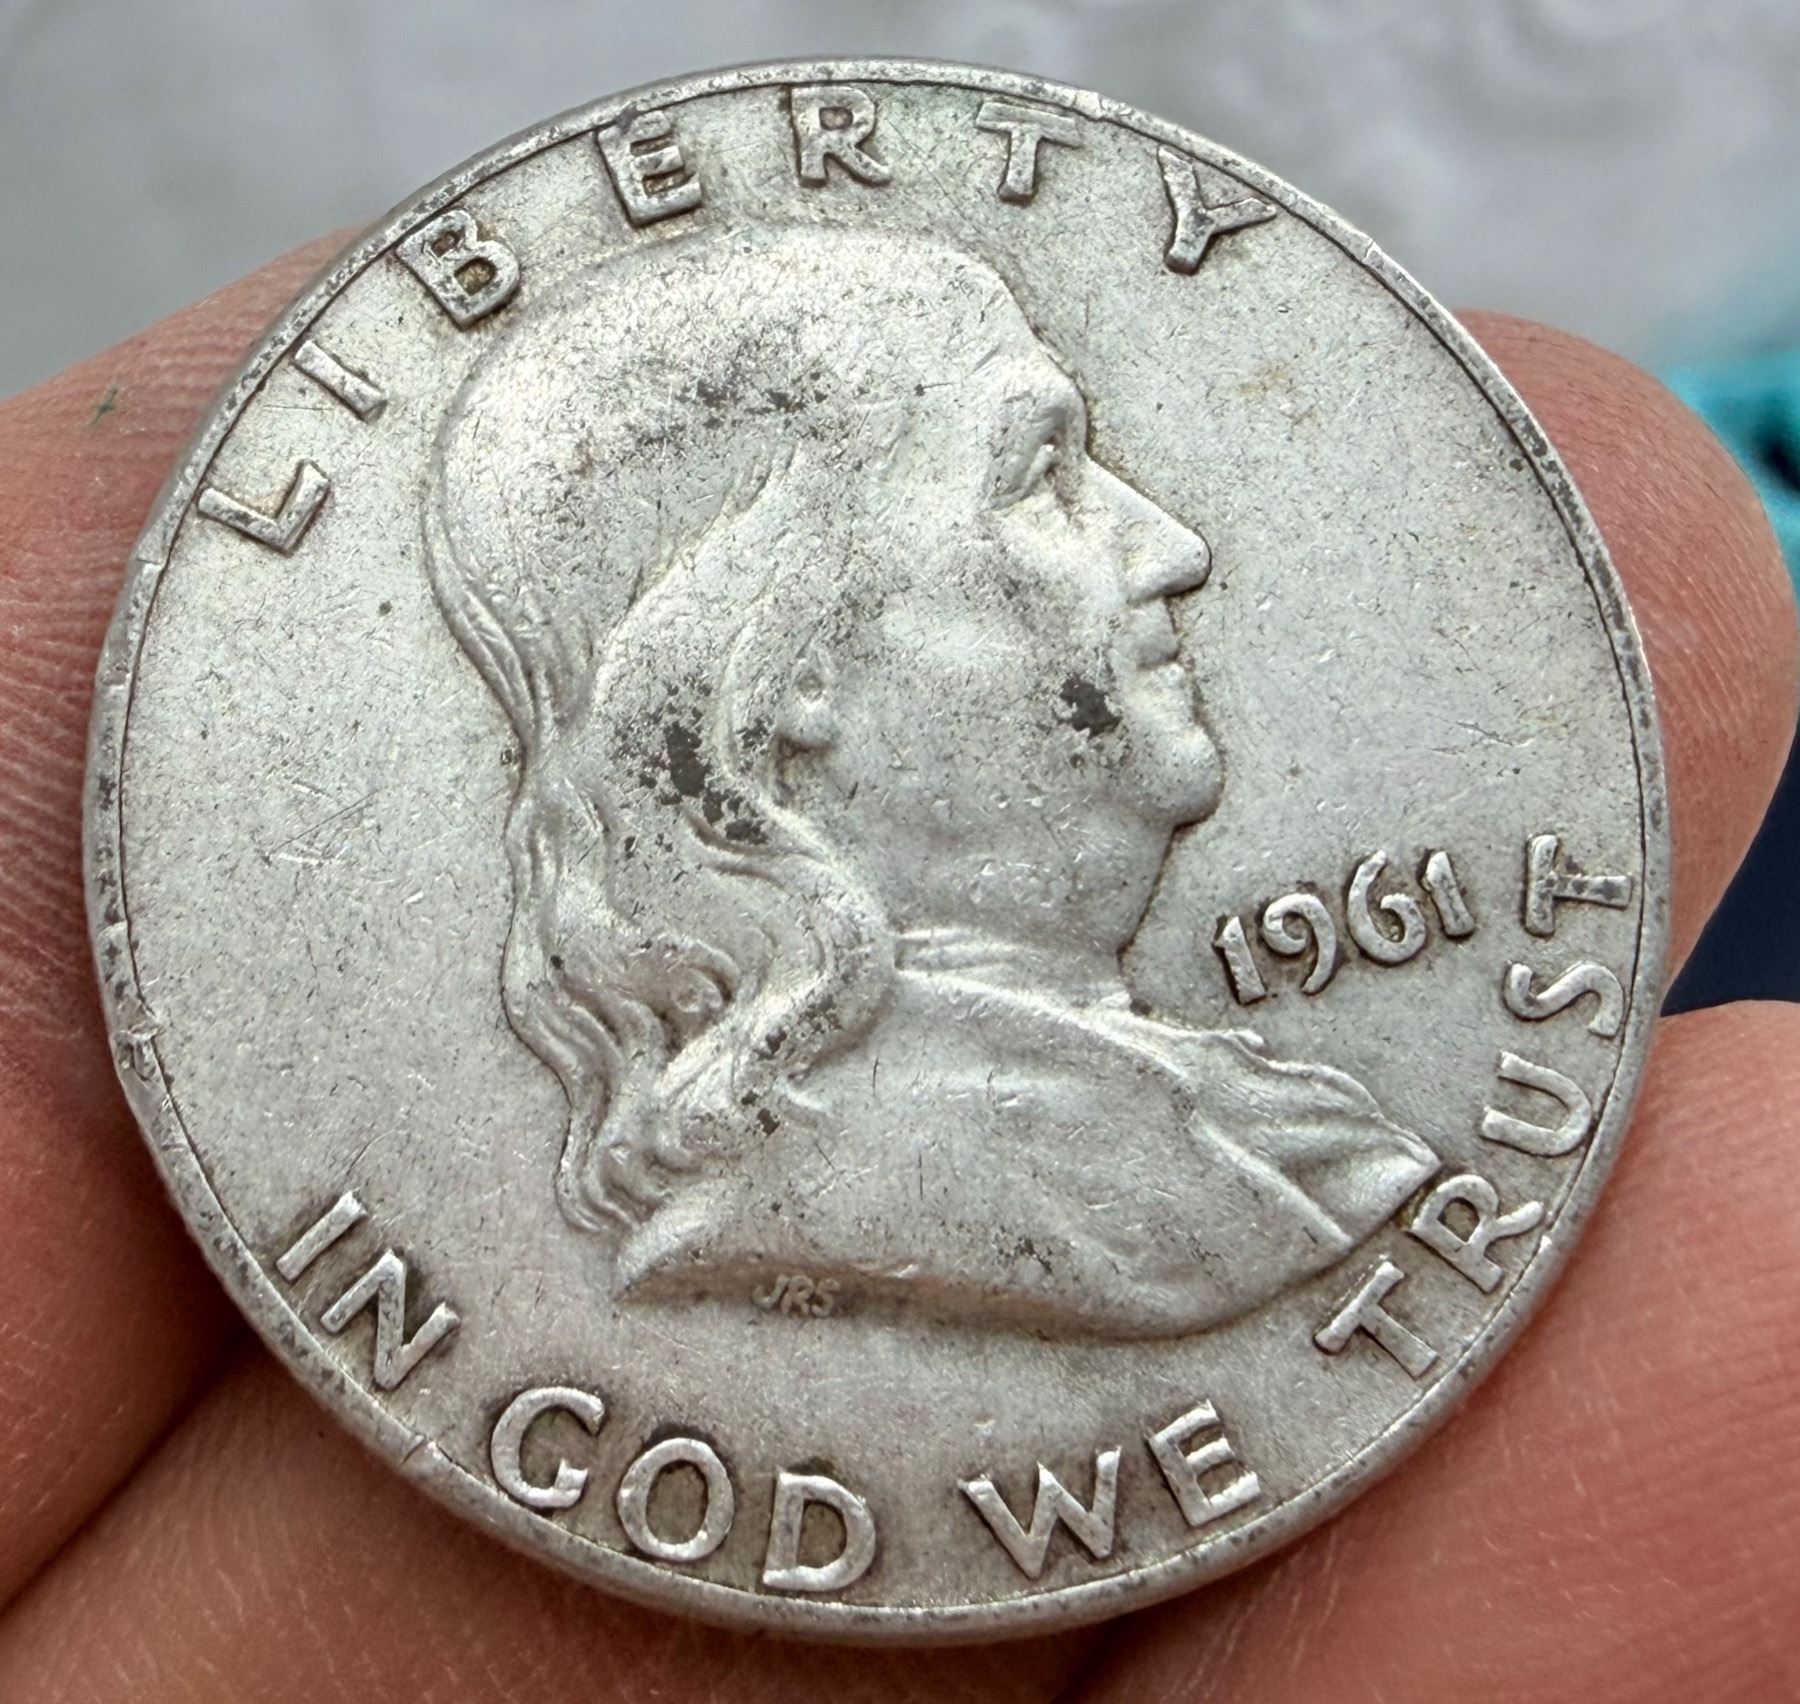 LIBERTY
1961
JRS
IN GOD WE TRUST